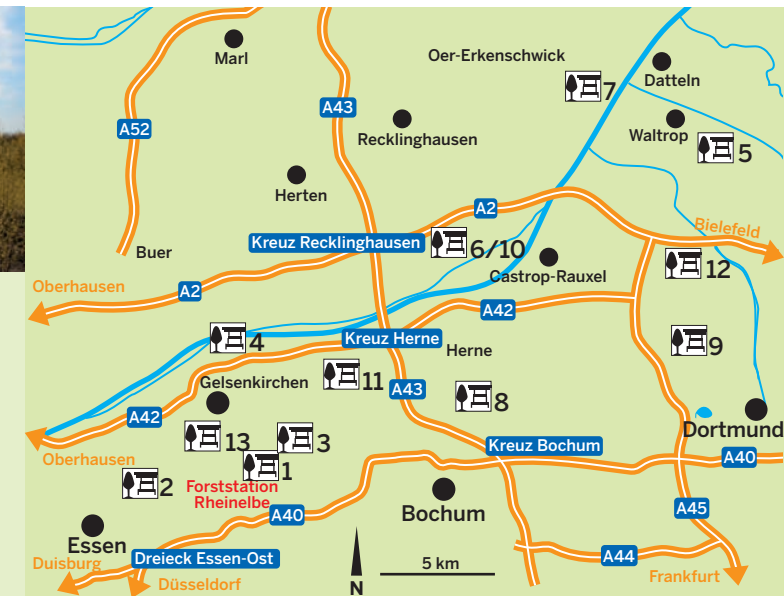 Marl
Oer-Erkenschwick
Datteln
7
A43
A52
Recklinghausen
Waltrop
5
Herten
A2
Bielefeld
Buer
Kreuz Recklinghausen
6/10
Castrop-Rauxel
12
Oberhausen
A2
A42
4
Kreuz Herne
Herne
9
11
Gelsenkirchen
A43
8
A42
Dortmund
13
3
Kreuz Bochum
Oberhausen
1
A40
2
Forststation
Rheinelbe
A40
Bochum
A45
Essen
Dreieck Essen-Ost
5 km
A44
Duisburg
Düsseldorf
N
Frankfurt